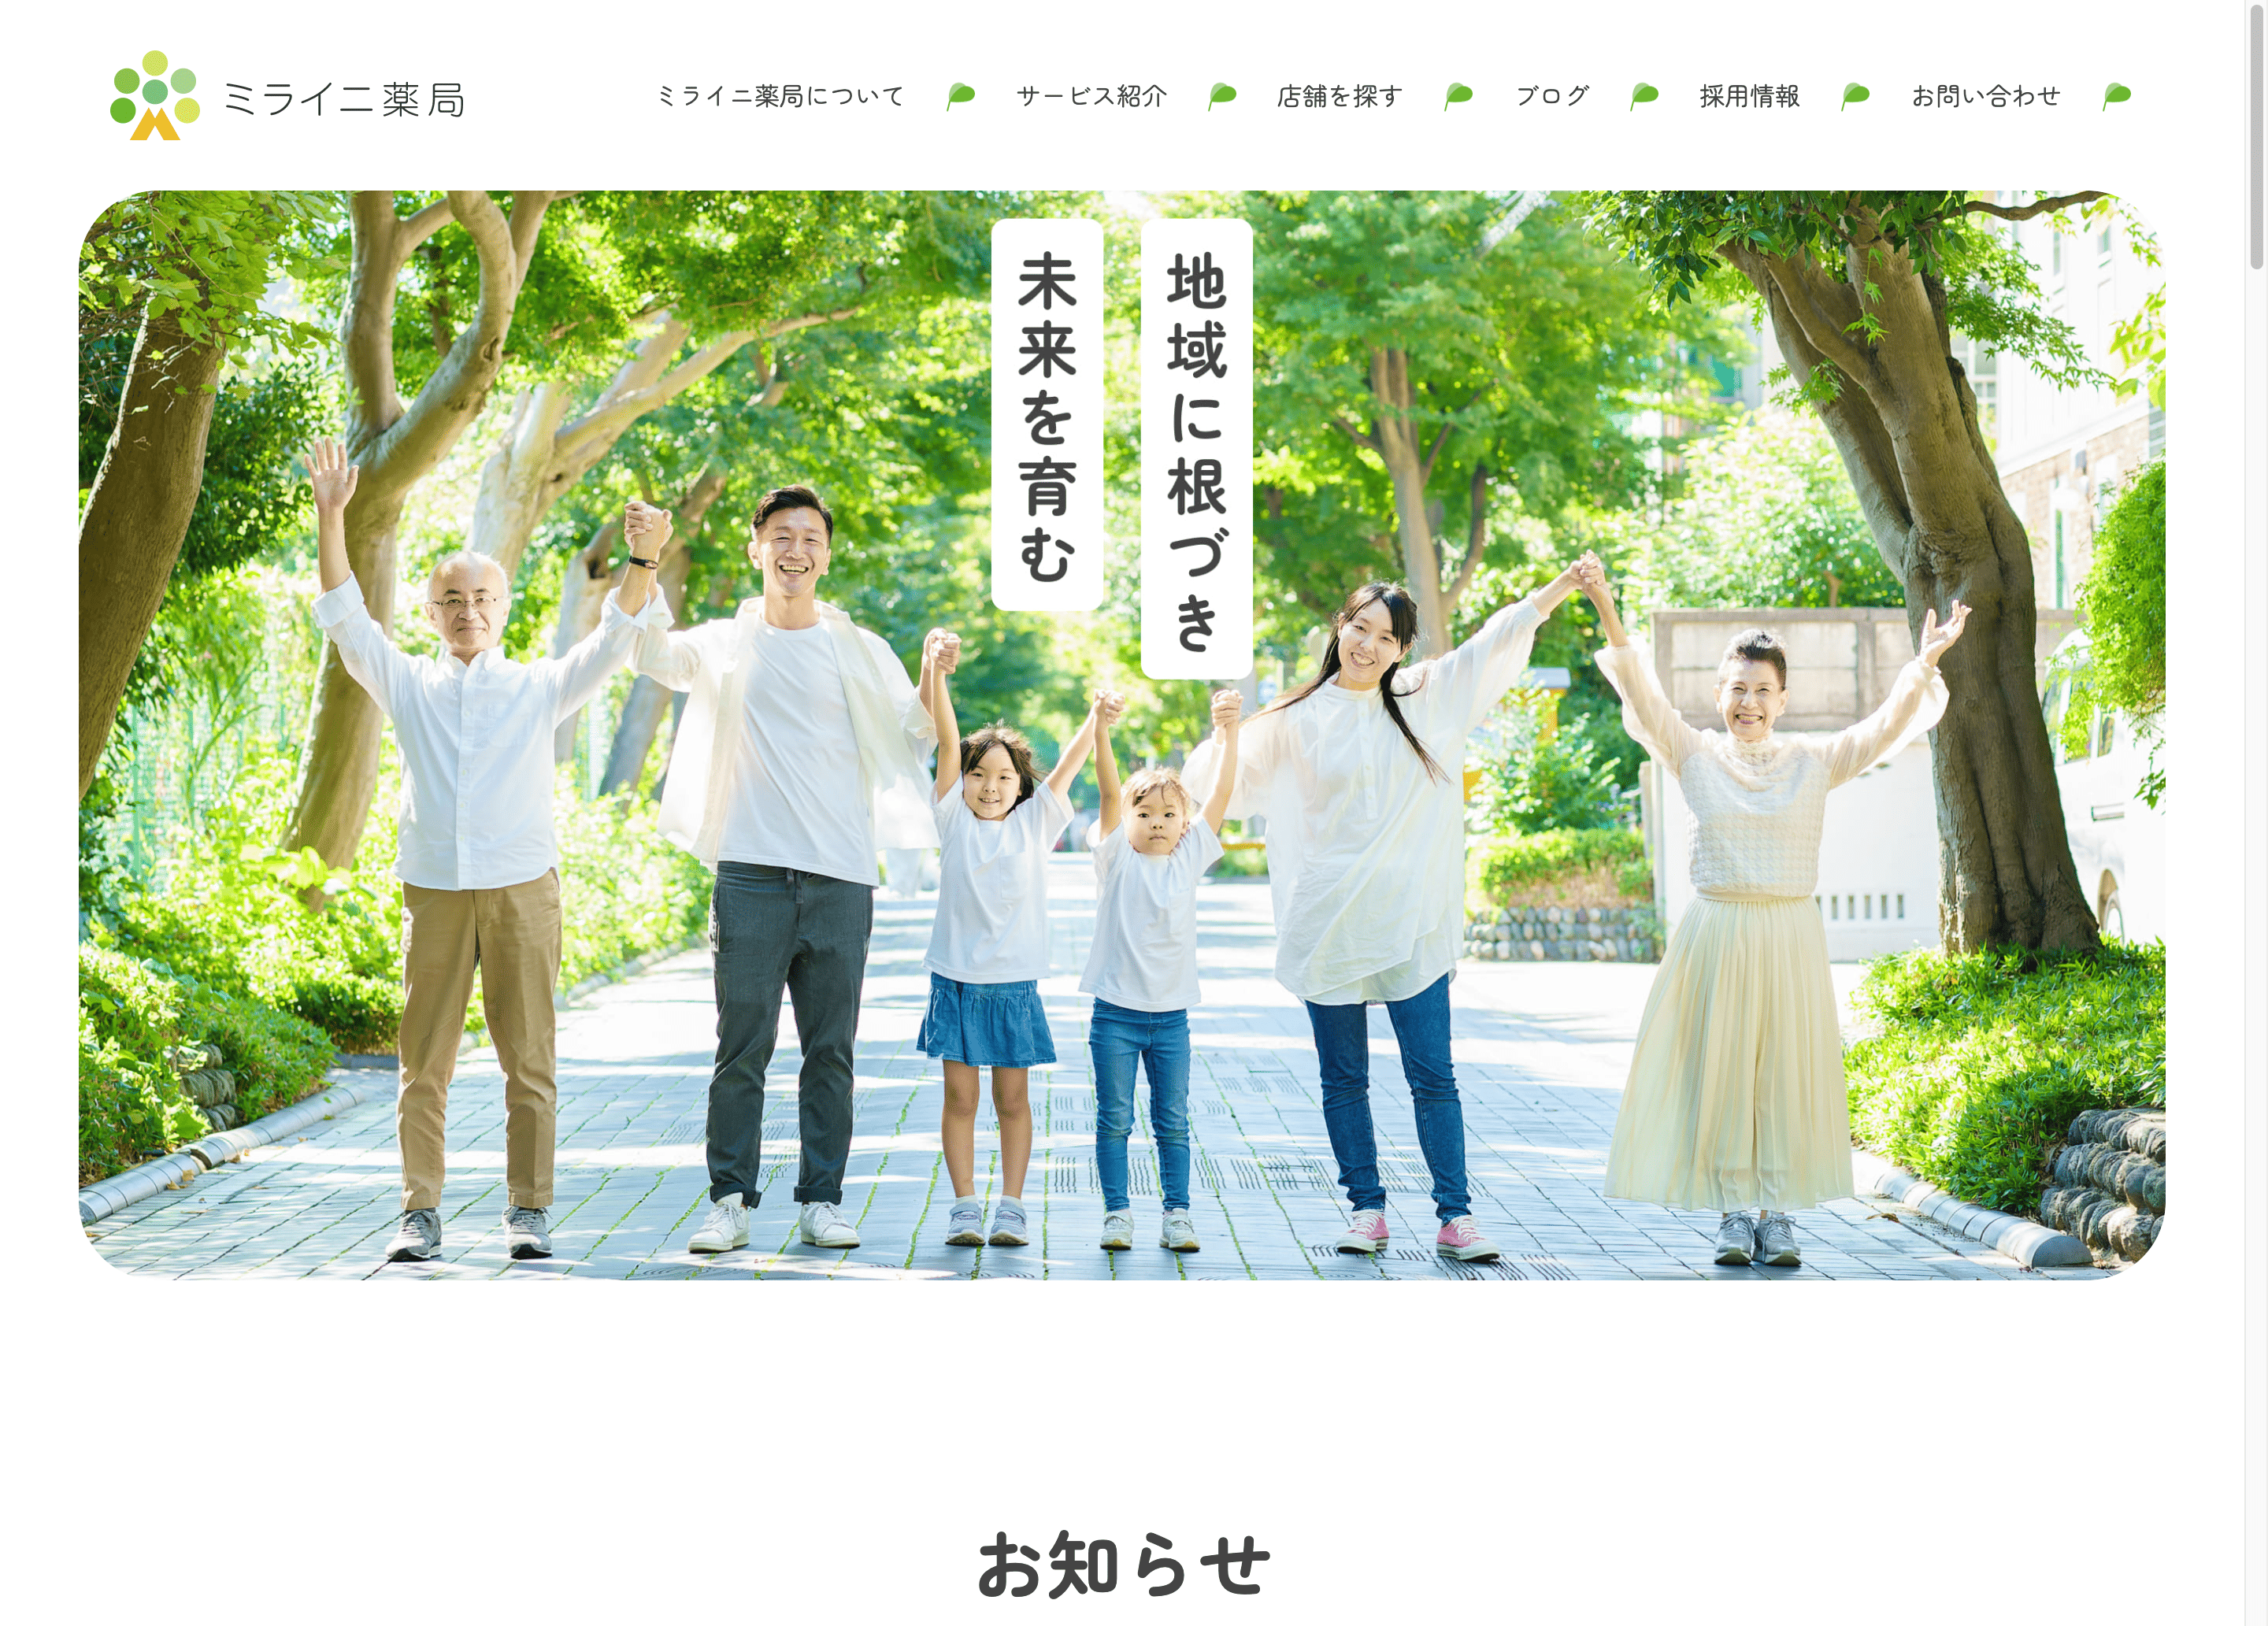 ミライニ薬局
ミライニ薬局について
サービス紹介
店舗を探す
ブログ
採用情報
お問い合わせ
地域に根づき
未来を育む
お知らせ